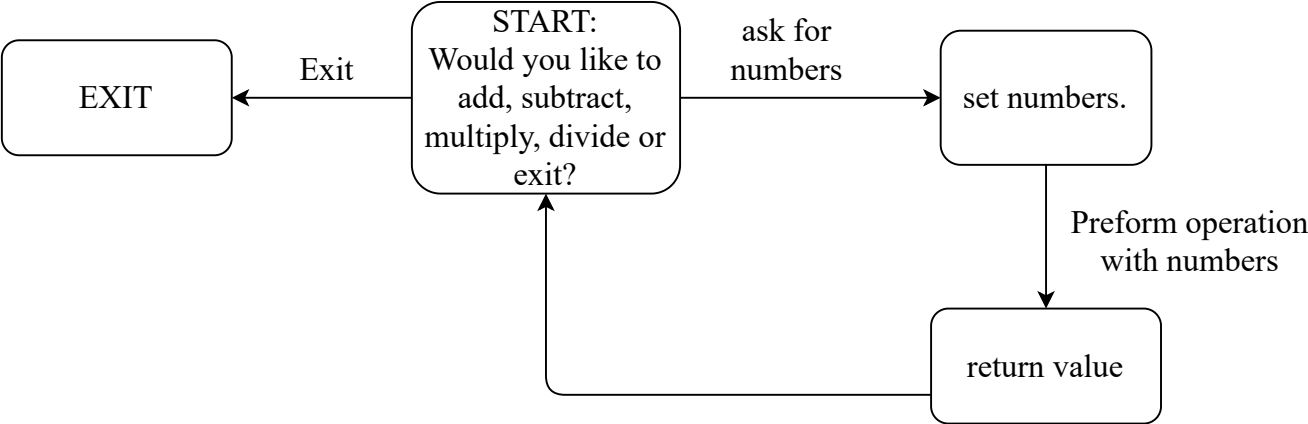 EXIT
Exit
START:
Would you like to
add, subtract,
multiply, divide or
exit?
ask for
numbers
set numbers.
Preform operation
with numbers
return value